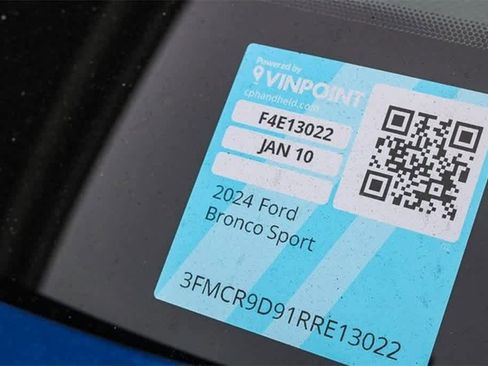 Powered by
VINPOINT
cphandheld.com
F4E13022
JAN 10
2024 Ford
Bronco Sport
3FMCR9D91RRE13022